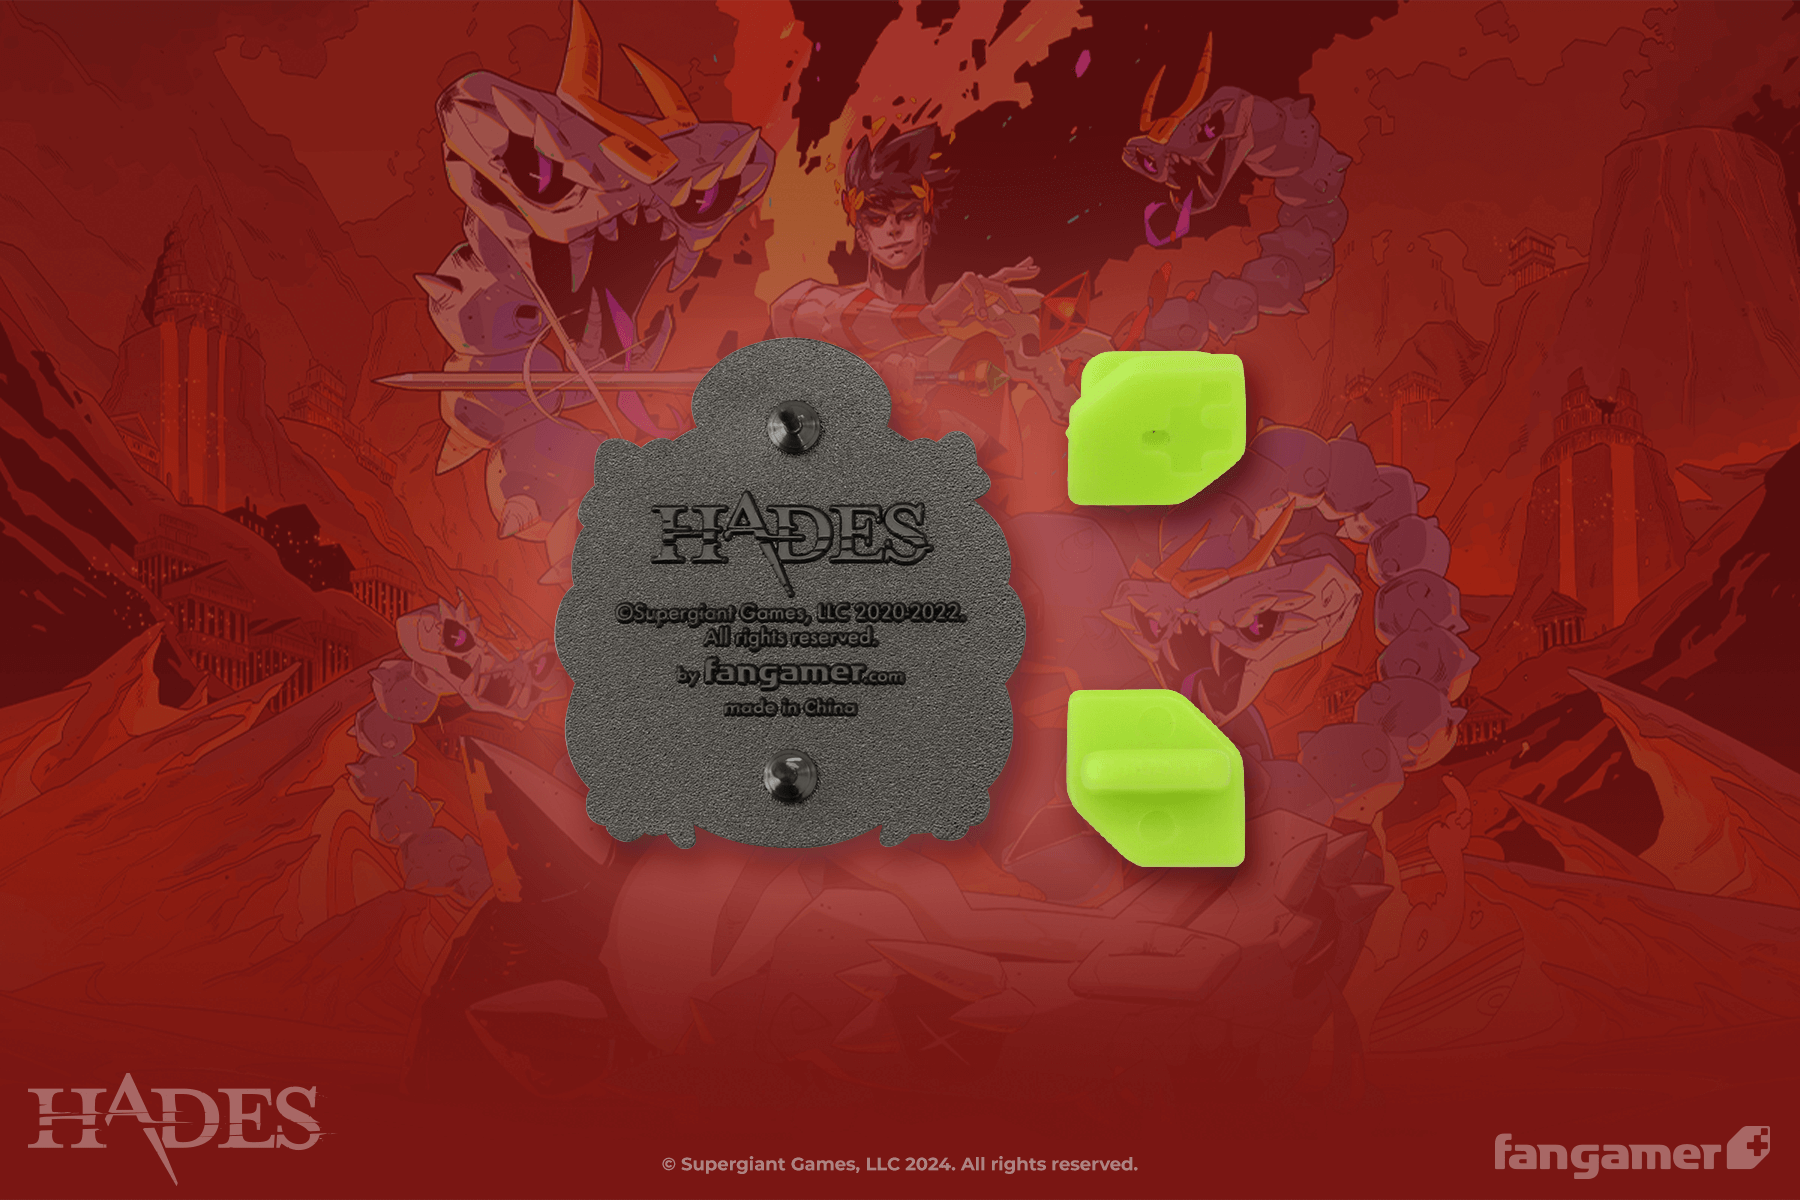 HADES
©Supergiant Games, LLC 2020-2022.
All rights reserved.
by fangamer.com
made in China
HADES
© Supergiant Games, LLC 2024. All rights reserved.
fangamer